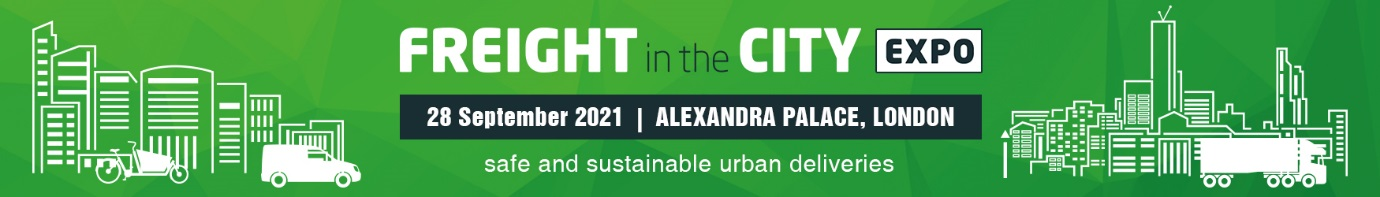 FREIGHT in the CITY EXPO
28 September 2021 | ALEXANDRA PALACE, LONDON
safe and sustainable urban deliveries